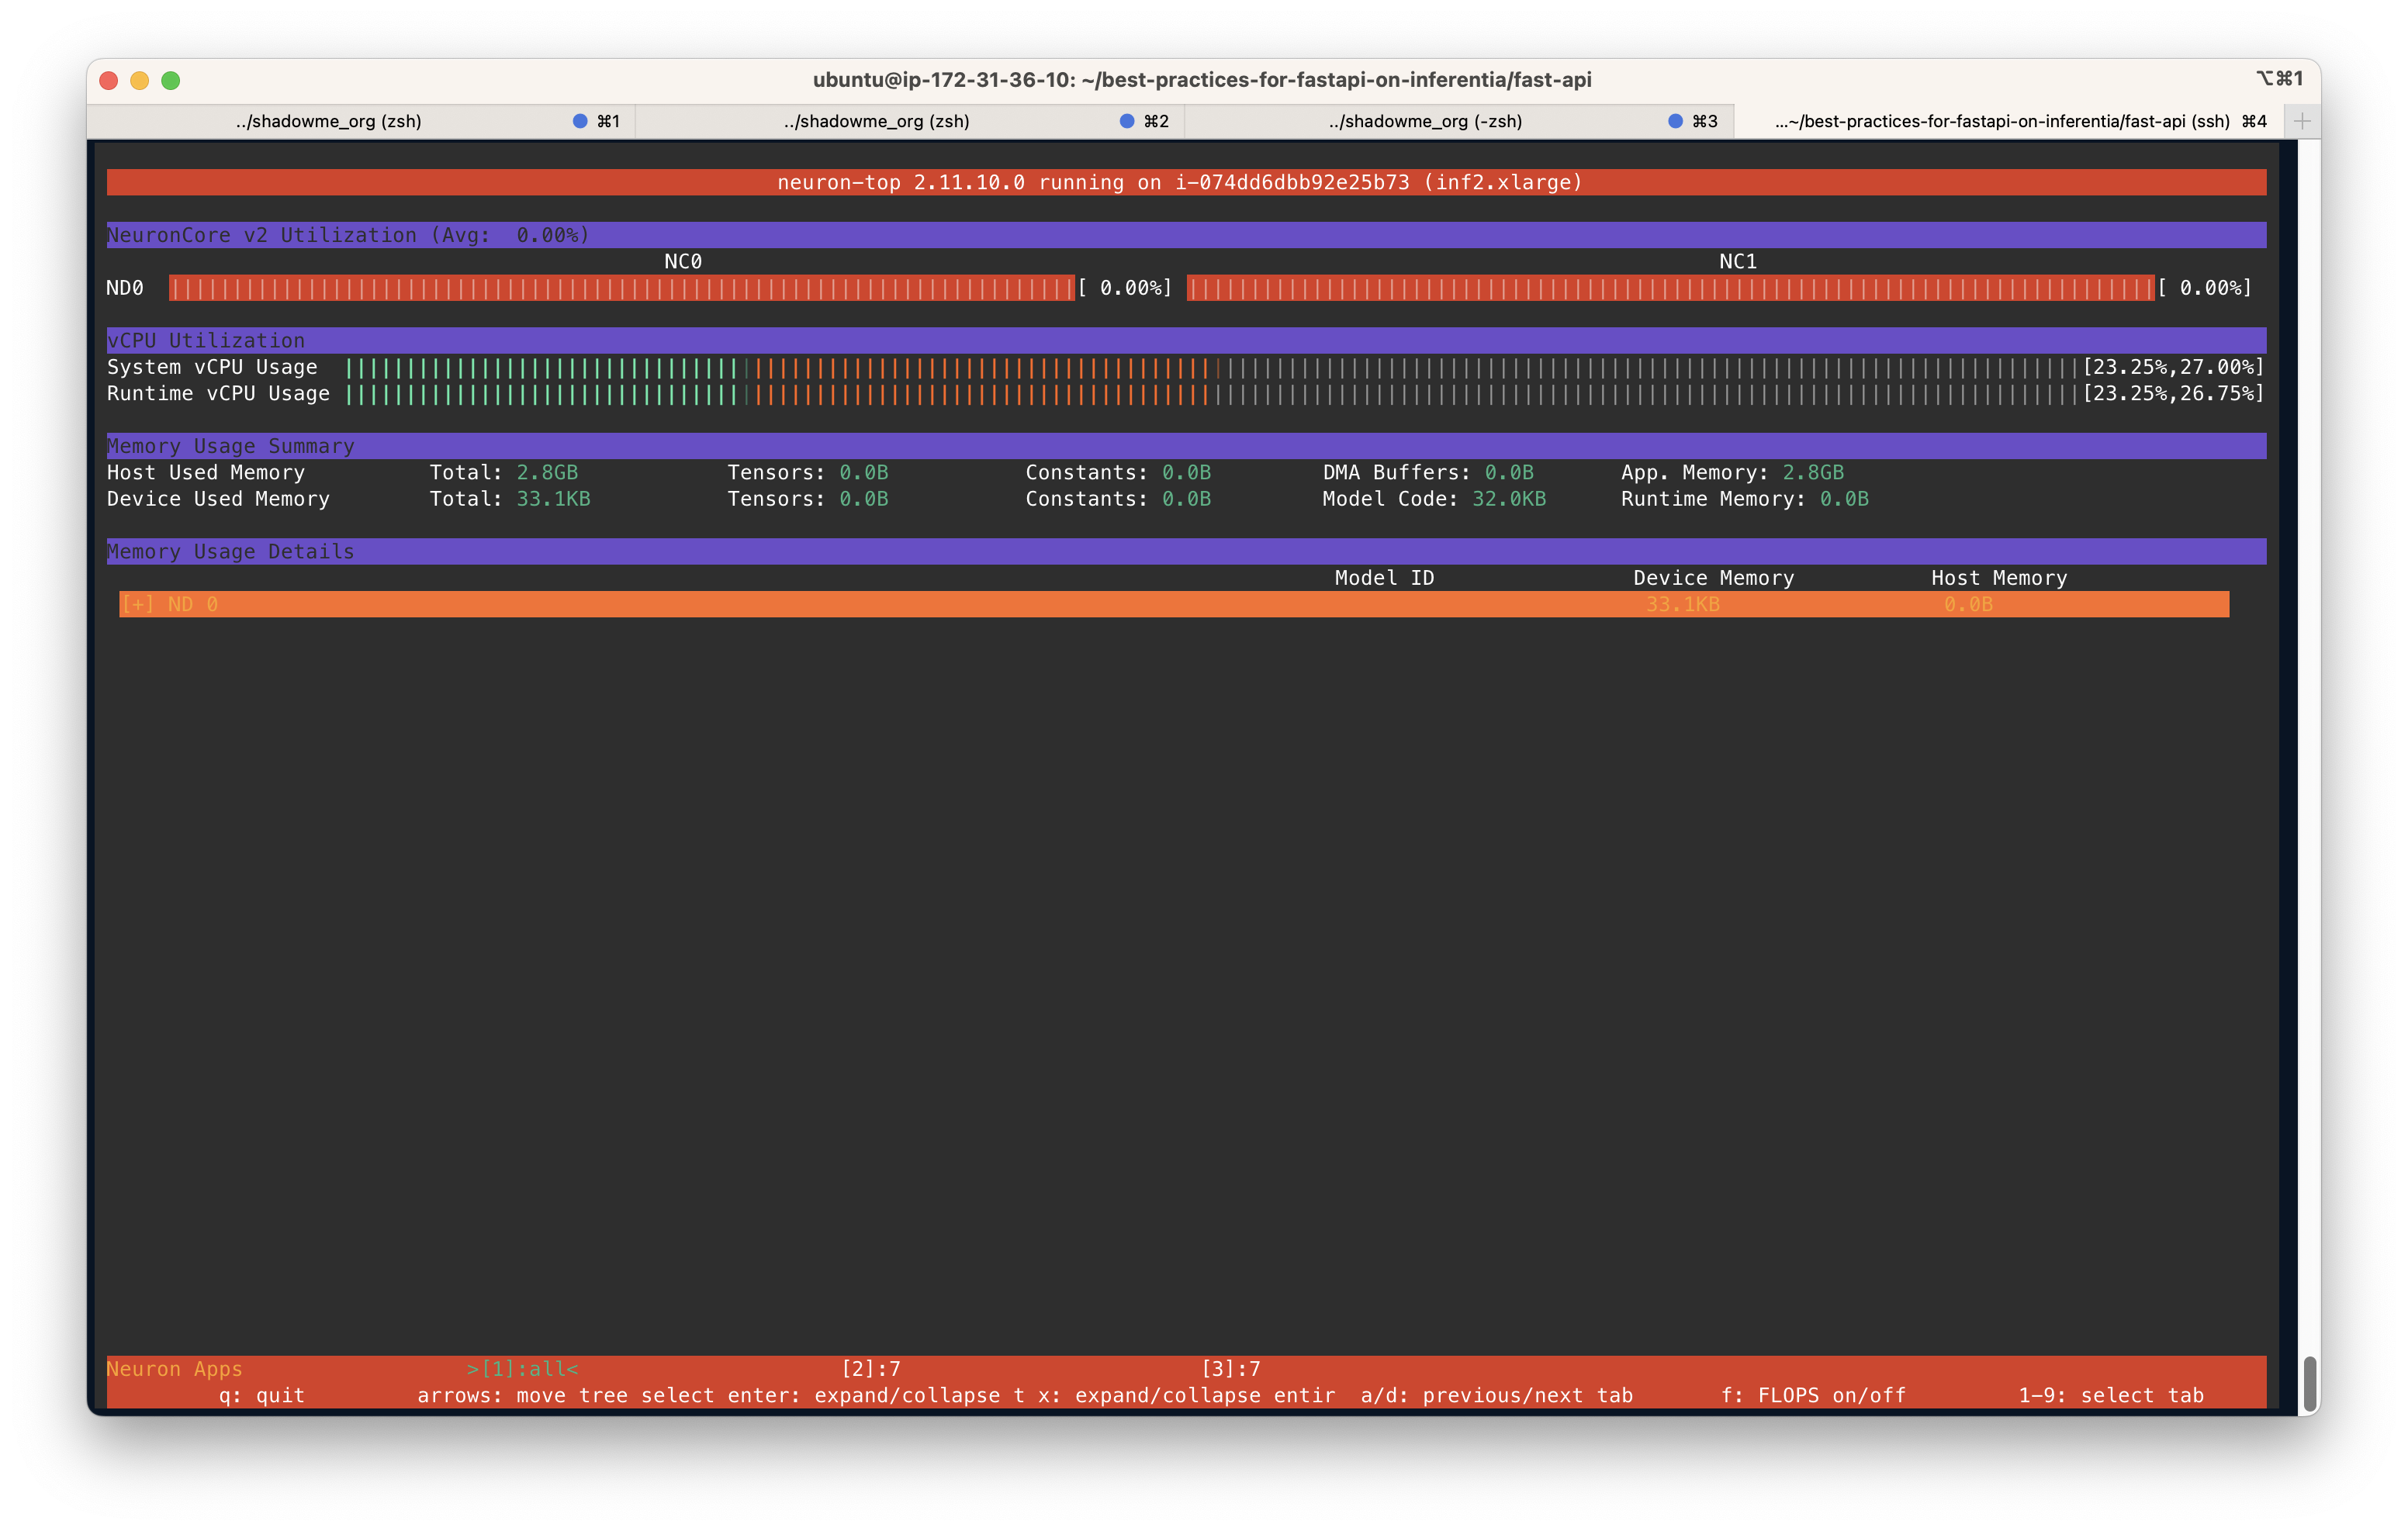 ubuntu@ip-172-31-36-10: ~/best-practices-for-fastapi-on-inferentia/fast-api ⌥⌘1
../shadowme_org (zsh) ⌘1 ../shadowme_org (zsh) ⌘2 ../shadowme_org (-zsh) ⌘3 ...~/best-practices-for-fastapi-on-inferentia/fast-api (ssh) ⌘4
neuron-top 2.11.10.0 running on i-074dd6dbb92e25b73 (inf2.xlarge)
NeuronCore v2 Utilization (Avg: 0.00%)
NC0 NC1
ND0 [ 0.00%] [ 0.00%]
vCPU Utilization
System vCPU Usage [23.25%,27.00%]
Runtime vCPU Usage [23.25%,26.75%]
Memory Usage Summary
Host Used Memory Total: 2.8GB Tensors: 0.0B Constants: 0.0B DMA Buffers: 0.0B App. Memory: 2.8GB
Device Used Memory Total: 33.1KB Tensors: 0.0B Constants: 0.0B Model Code: 32.0KB Runtime Memory: 0.0B
Memory Usage Details
Model ID Device Memory Host Memory
[+] ND 0 33.1KB 0.0B
Neuron Apps >[1]:all< [2]:7 [3]:7
q: quit arrows: move tree select enter: expand/collapse t x: expand/collapse entir a/d: previous/next tab f: FLOPS on/off 1-9: select tab